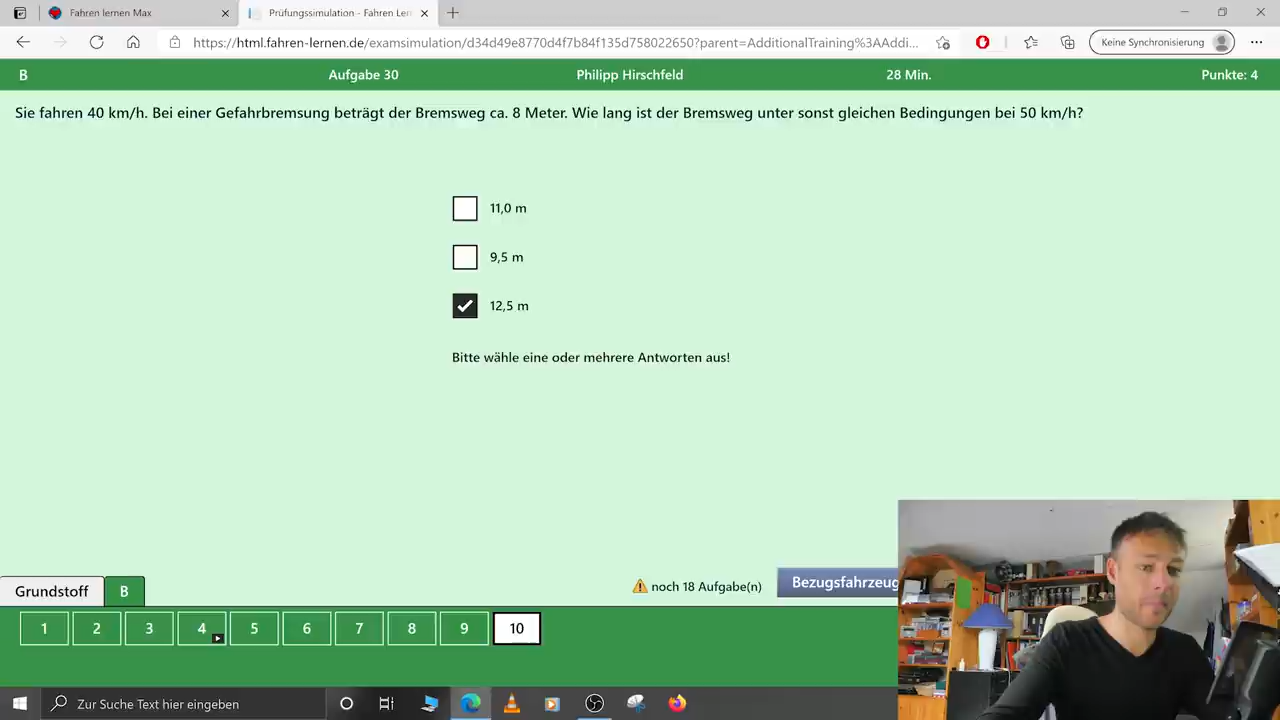 Fahren lernen Max
Prüfungssimulation - Fahren Ler
https://html.fahren-lernen.de/examsimulation/d34d49e8770d4f7b84f135d758022650?parent=AdditionalTraining%3AAddi...
Keine Synchronisierung
B
Aufgabe 30
Philipp Hirschfeld
28 Min.
Punkte: 4
Sie fahren 40 km/h. Bei einer Gefahrbremsung beträgt der Bremsweg ca. 8 Meter. Wie lang ist der Bremsweg unter sonst gleichen Bedingungen bei 50 km/h?
11,0 m
9,5 m
12,5 m
Bitte wähle eine oder mehrere Antworten aus!
Grundstoff
B
noch 18 Aufgabe(n)
Bezugsfahrzeug
1 2 3 4 5 6 7 8 9 10
Zur Suche Text hier eingeben